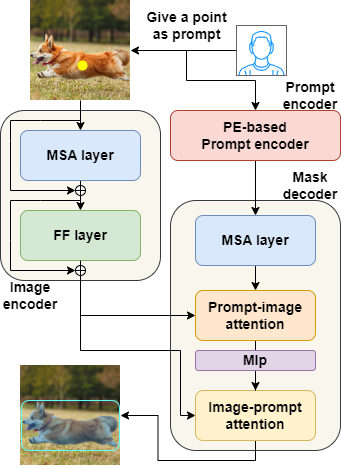 Give a point
as prompt
Prompt
encoder
MSA layer
PE-based
Prompt encoder
Mask
decoder
FF layer
MSA layer
Image
encoder
Prompt-image
attention
Mlp
Image-prompt
attention